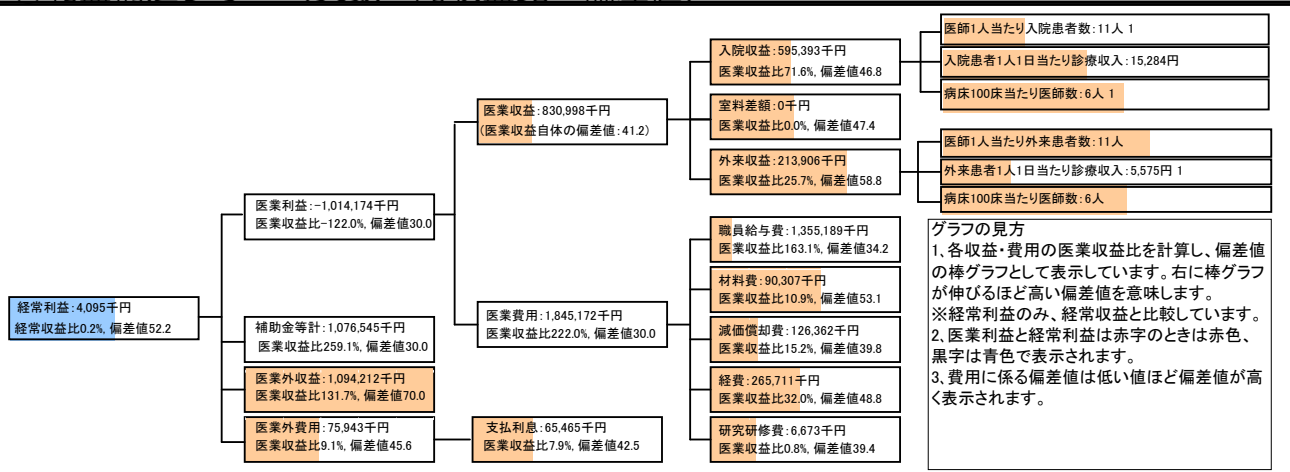 入院収益:595,393千円
医業収益比71.6%, 偏差値46.8
医師1人当たり入院患者数:11人 1
入院患者1人1日当たり診療収入:15,284円
病床100床当たり医師数:6人 1
医業収益:830,998千円
(医業収益自体の偏差値:41.2)
室料差額:0千円
医業収益比0.0%, 偏差値47.4
外来収益:213,906千円
医業収益比25.7%, 偏差値58.8
医師1人当たり外来患者数:11人
外来患者1人1日当たり診療収入:5,575円 1
病床100床当たり医師数:6人
医業利益:-1,014,174千円
医業収益比-122.0%, 偏差値30.0
職員給与費:1,355,189千円
医業収益比163.1%, 偏差値34.2
材料費:90,307千円
医業収益比10.9%, 偏差値53.1
経常利益:4,095千円
経常収益比0.2%, 偏差値52.2
医業費用:1,845,172千円
医業収益比222.0%, 偏差値30.0
減価償却費:126,362千円
医業収益比15.2%, 偏差値39.8
補助金等計:1,076,545千円
医業収益比259.1%, 偏差値30.0
医業外収益:1,094,212千円
医業収益比131.7%, 偏差値70.0
経費:265,711千円
医業収益比32.0%, 偏差値48.8
医業外費用:75,943千円
医業収益比9.1%, 偏差値45.6
支払利息:65,465千円
医業収益比7.9%, 偏差値42.5
研究研修費:6,673千円
医業収益比0.8%, 偏差値39.4
グラフの見方
1、各収益・費用の医業収益比を計算し、偏差値
の棒グラフとして表示しています。右に棒グラフ
が伸びるほど高い偏差値を意味します。
※経常利益のみ、経常収益と比較しています。
2、医業利益と経常利益は赤字のときは赤色、
黒字は青色で表示されます。
3、費用に係る偏差値は低い値ほど偏差値が高
く表示されます。